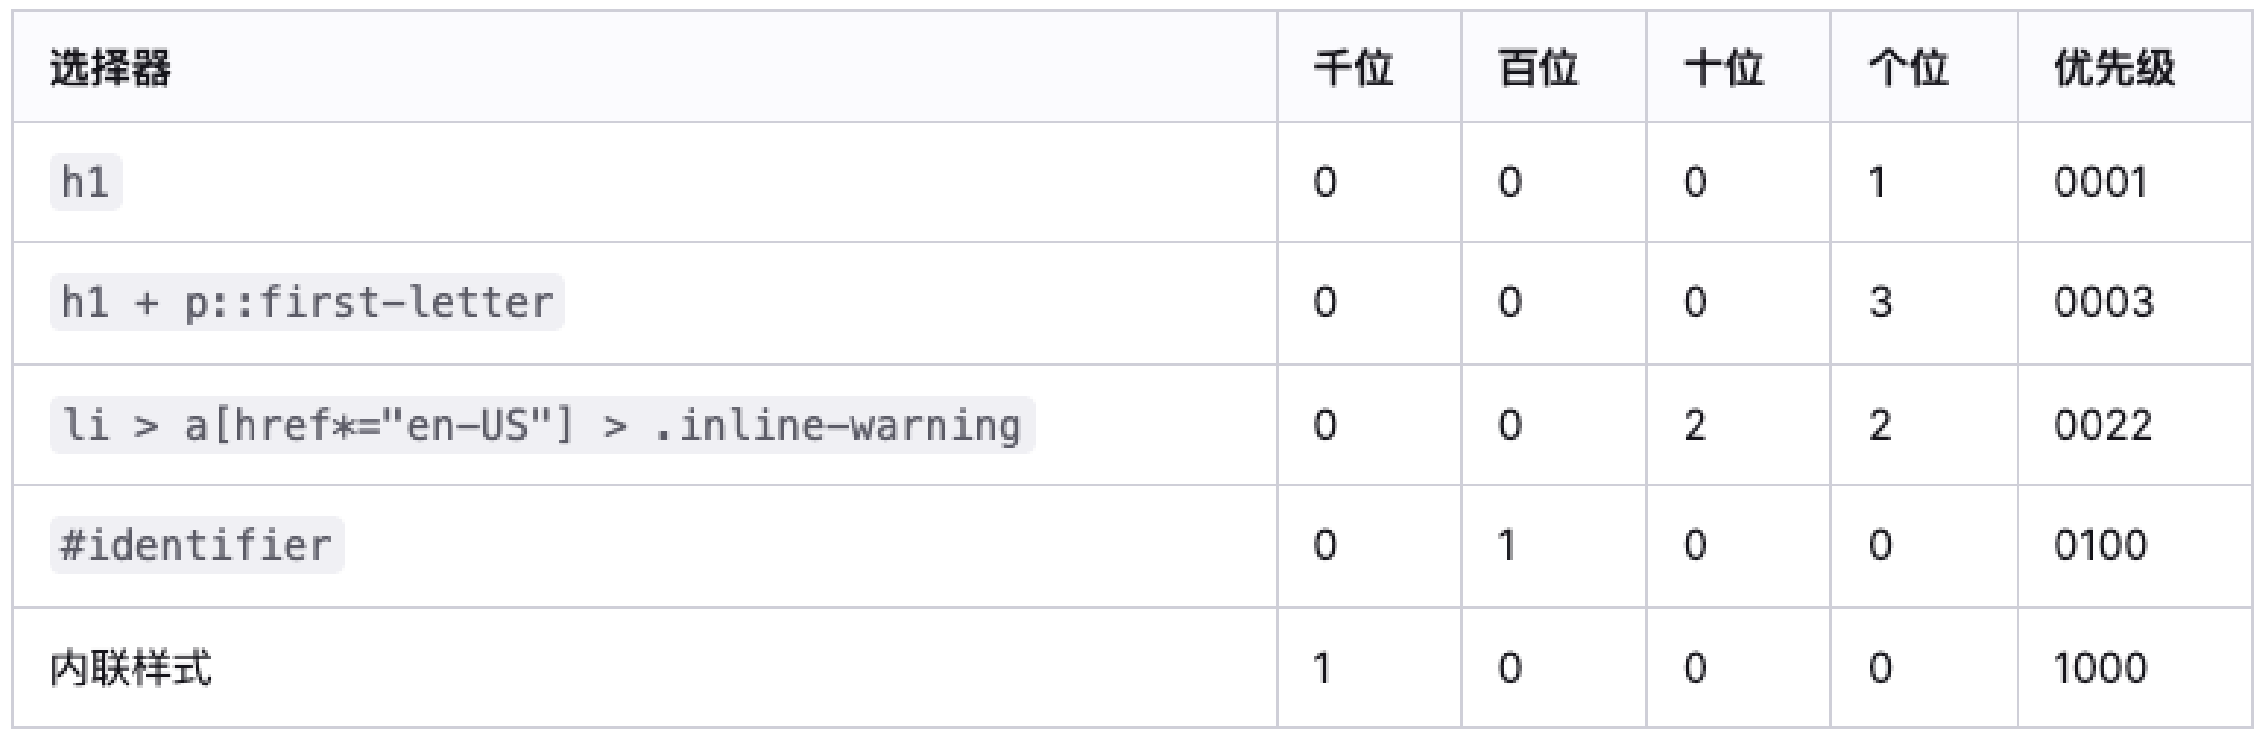 选择器 千位 百位 十位 个位 优先级
h1 0 0 0 1 0001
h1 + p::first-letter 0 0 0 3 0003
li > a[href*="en-US"] > .inline-warning 0 0 2 2 0022
#identifier 0 1 0 0 0100
内联样式 1 0 0 0 1000